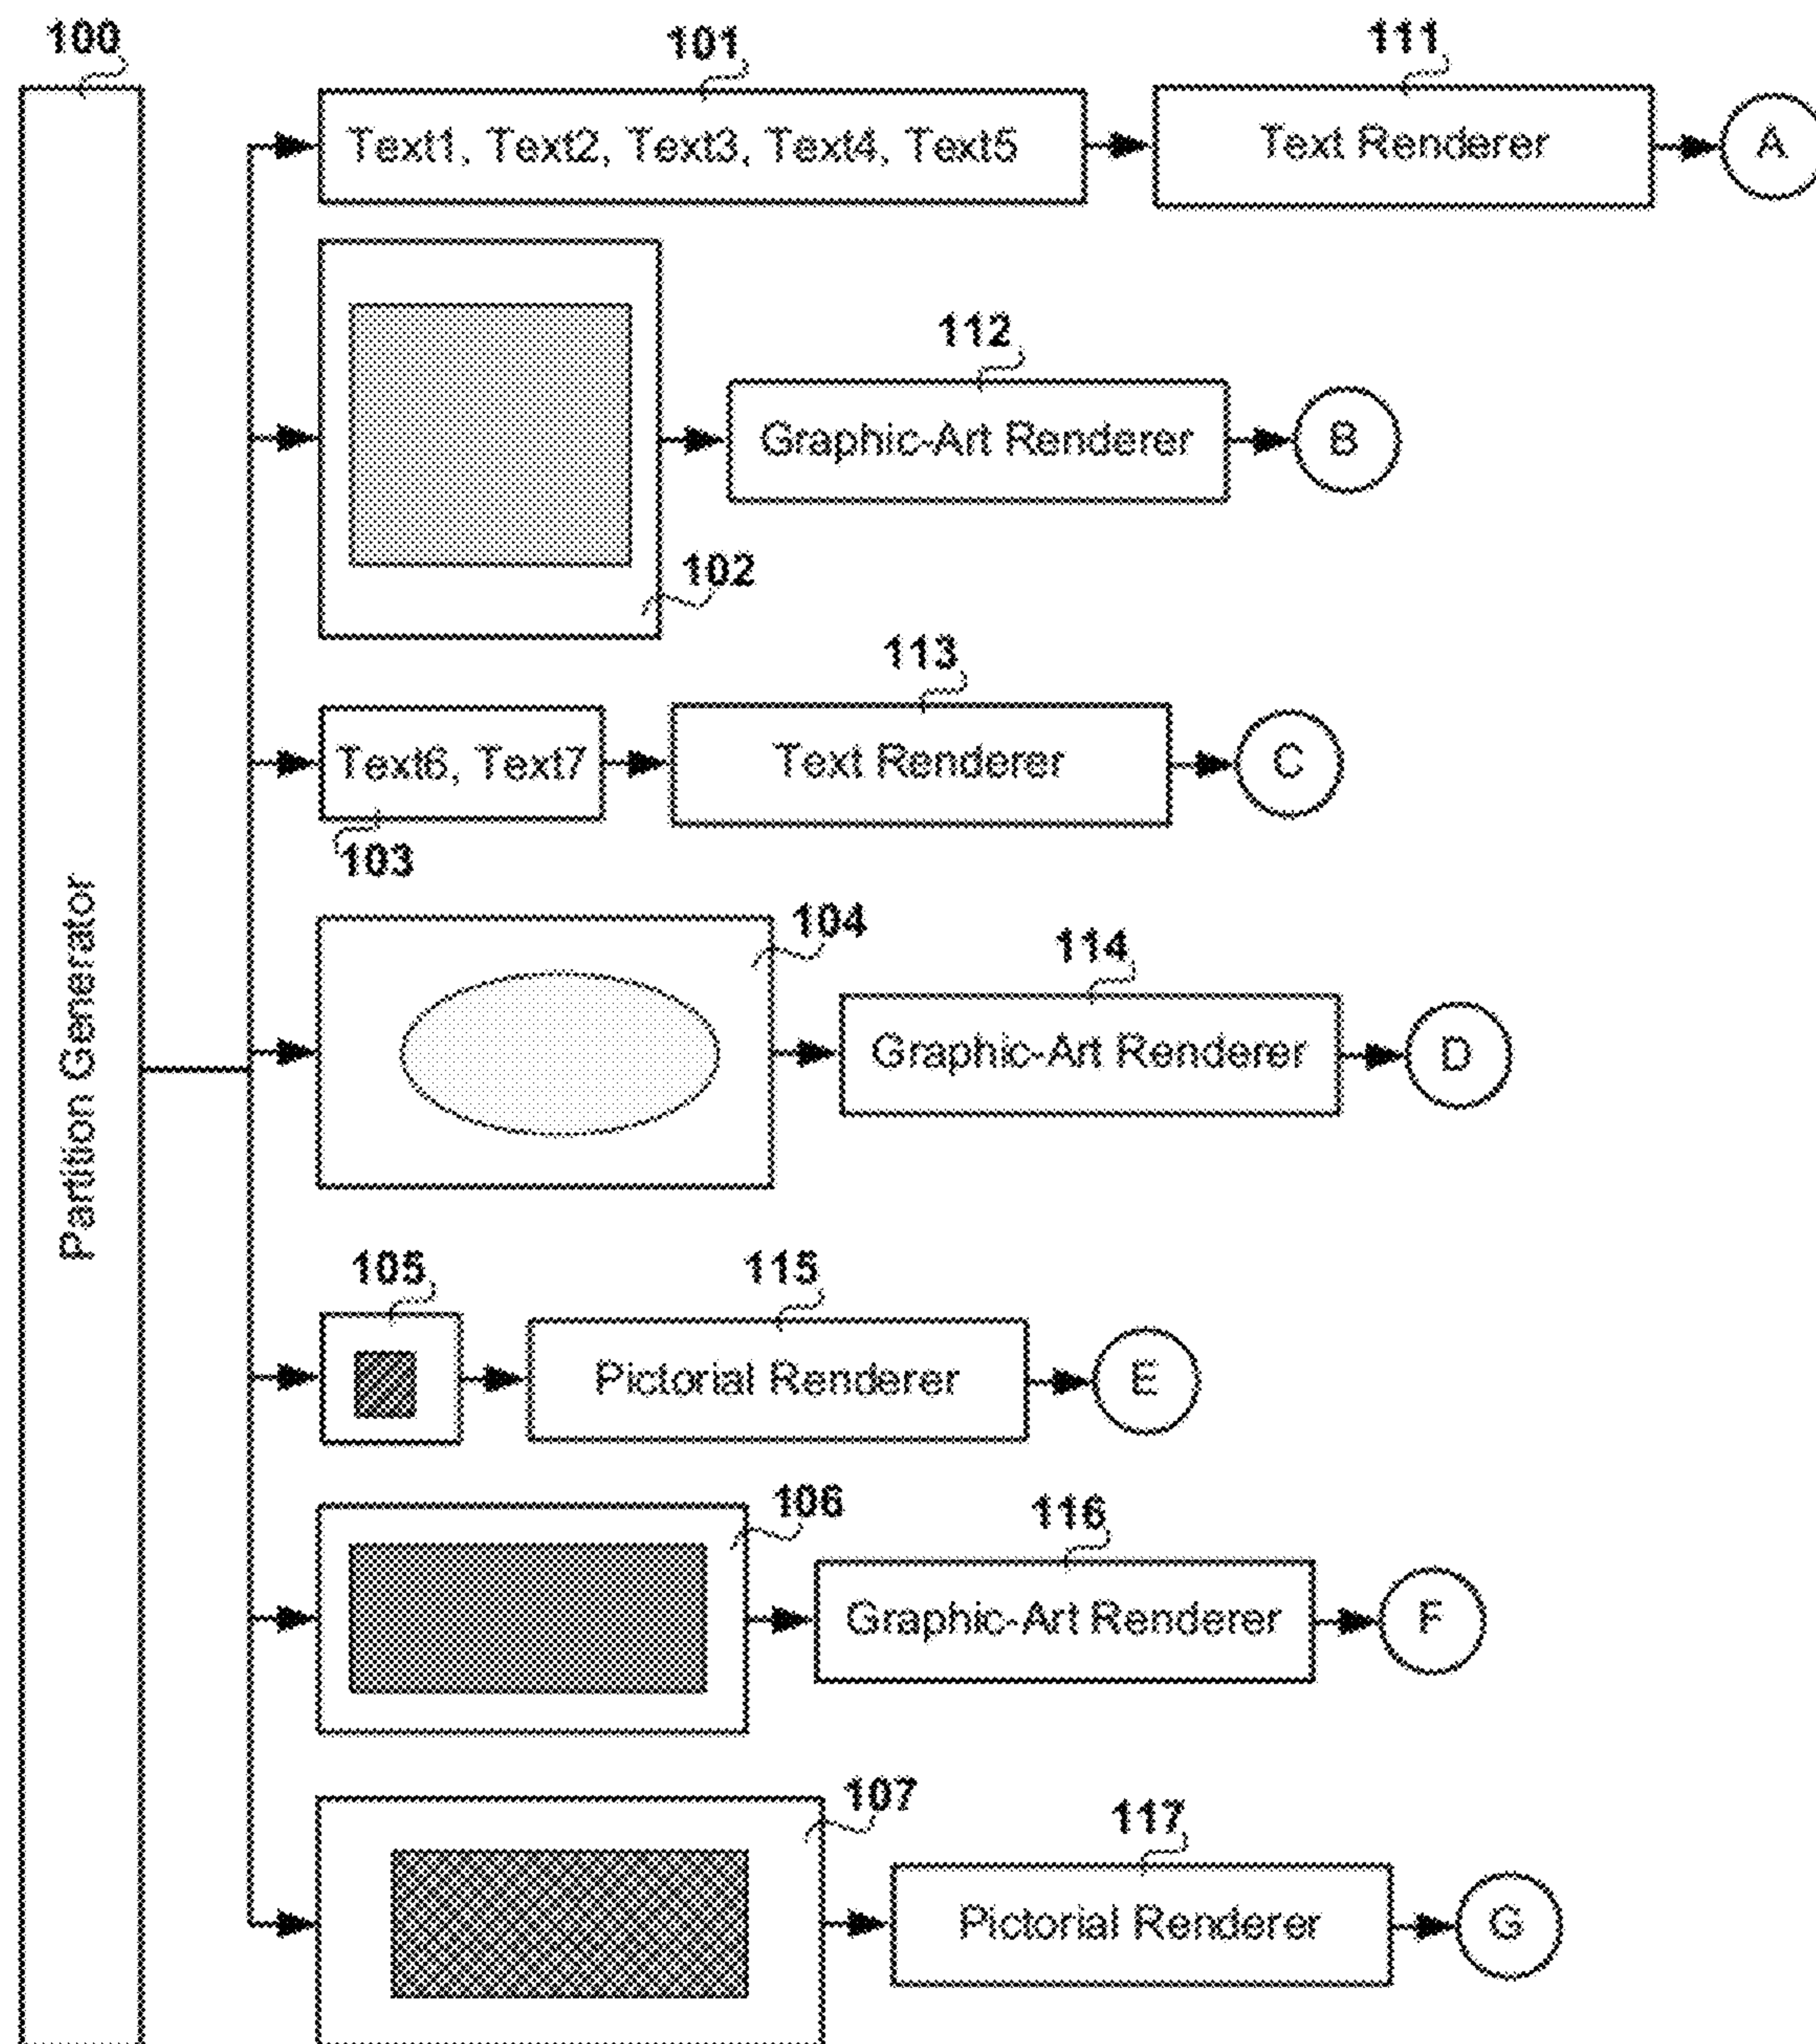 100
101
111
Text1, Text2, Text3, Text4, Text5
Text Renderer
A
112
Graphic-Art Renderer
B
102
113
Text6, Text7
Text Renderer
C
103
Partition Generator
104
114
Graphic-Art Renderer
D
105
115
Pictorial Renderer
E
106
116
Graphic-Art Renderer
F
107
117
Pictorial Renderer
G